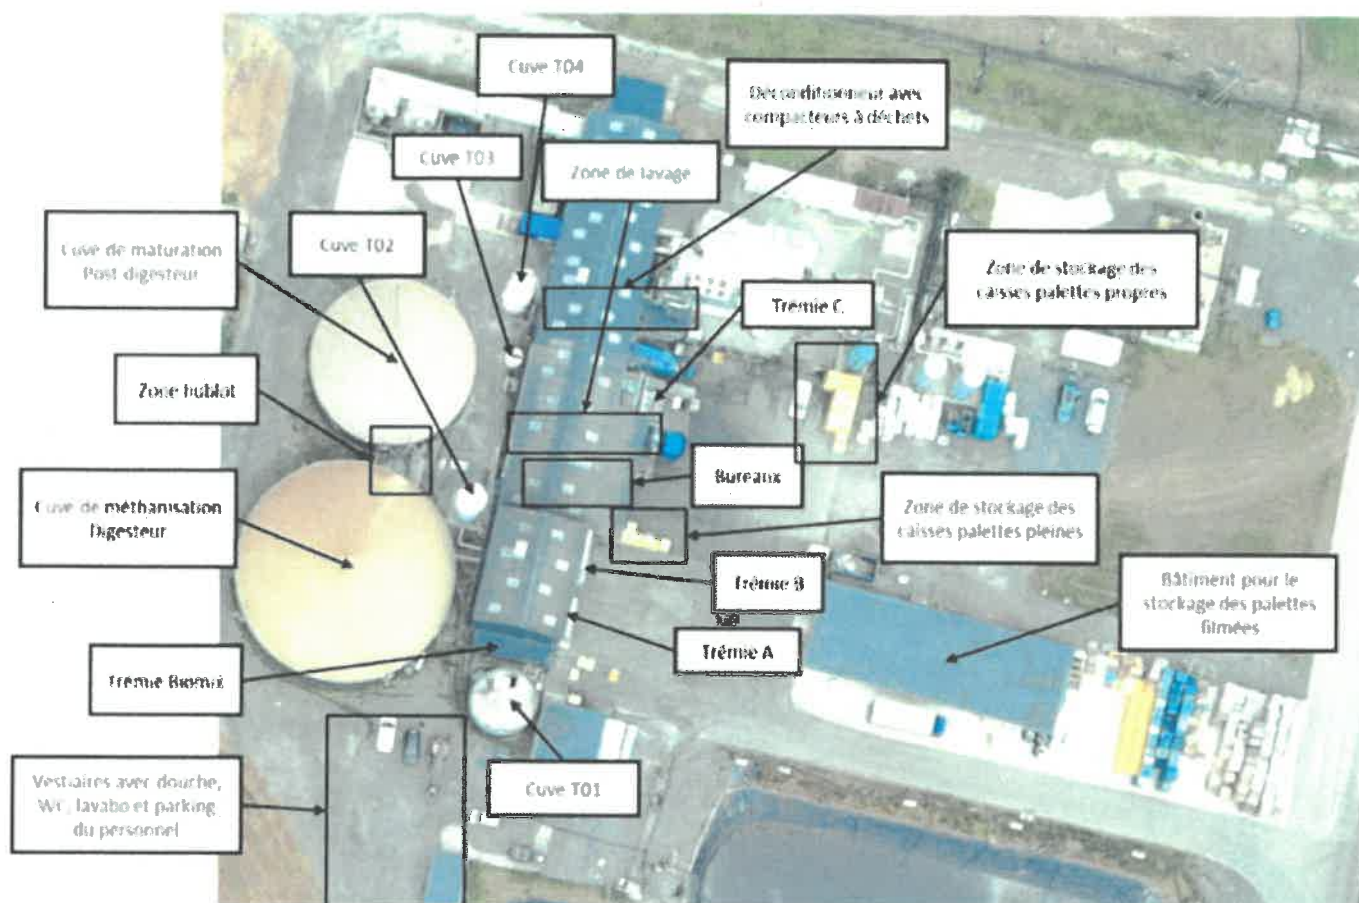 Cuve T04
Déconditionneur avec
compacteurs à déchets
Cuve T03
Zone de lavage
Cuve de maturation
Post digesteur
Cuve T02
Zone de stockage des
caisses palettes propres
Trémie C
Zone hublot
Bureaux
Cuve de méthanisation
Digesteur
Zone de stockage des
caisses palettes pleines
Trémie B
Bâtiment pour le
stockage des palettes
filmées
Trémie A
Trémie Biomix
Vestiaires avec douche,
WC, lavabo et parking
du personnel
Cuve T01